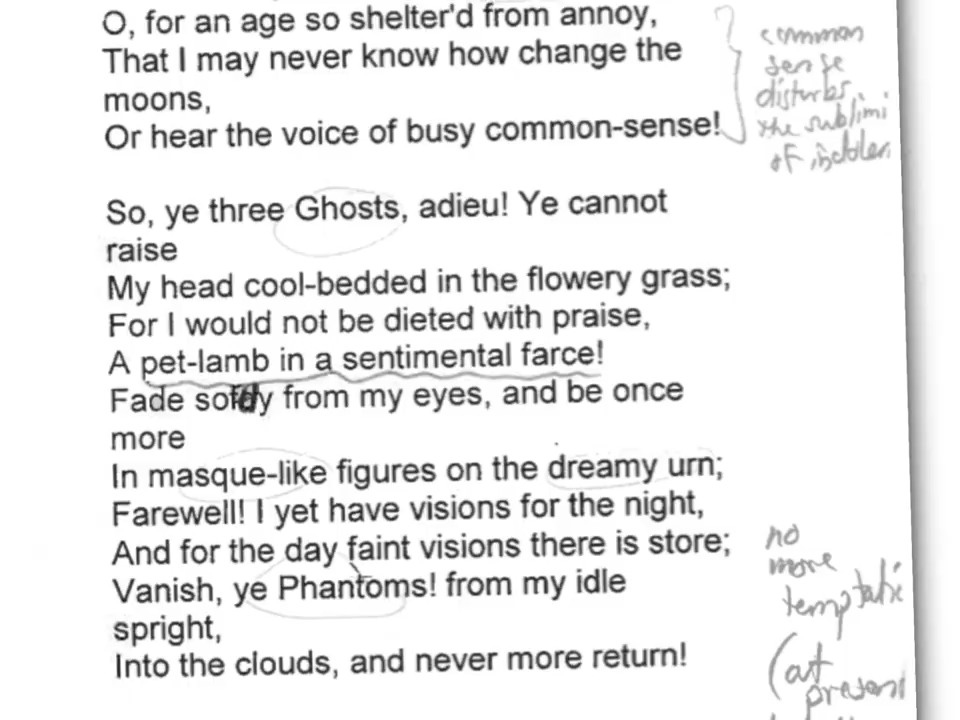 O, for an age so shelter'd from annoy,
That I may never know how change the
moons,
Or hear the voice of busy common-sense!
common
sense
disturbs
the sublimi
of indolen
So, ye three Ghosts, adieu! Ye cannot
raise
My head cool-bedded in the flowery grass;
For I would not be dieted with praise,
A pet-lamb in a sentimental farce!
Fade softly from my eyes, and be once
more
In masque-like figures on the dreamy urn;
Farewell! I yet have visions for the night,
And for the day faint visions there is store;
Vanish, ye Phantoms! from my idle
spright,
Into the clouds, and never more return!
no
more
temptatio
(at
present